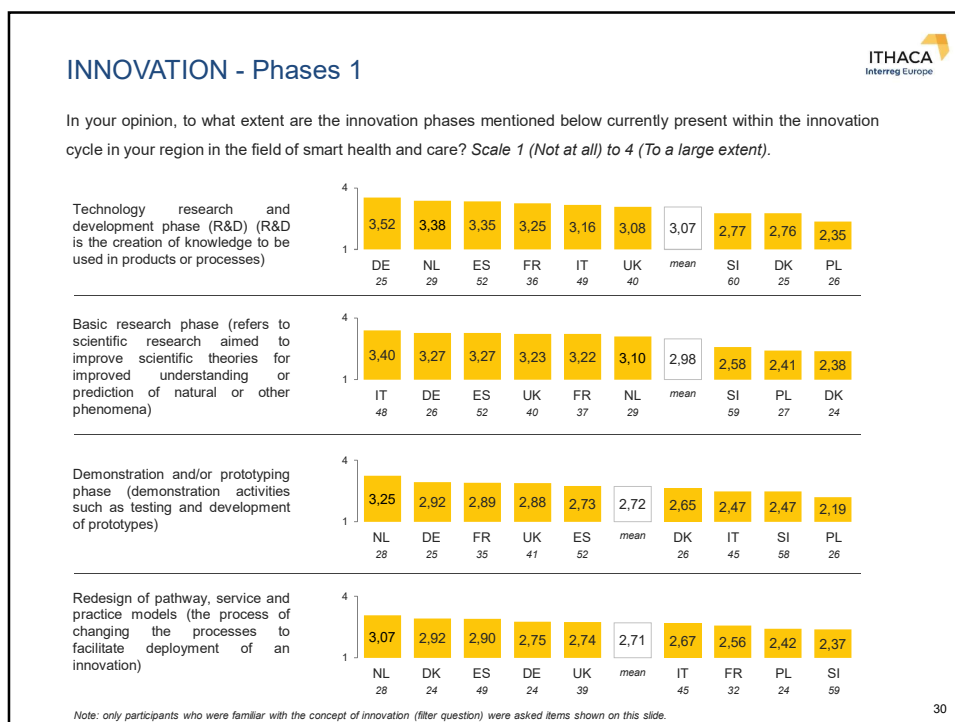 INNOVATION - Phases 1
ITHACA
Interreg Europe
In your opinion, to what extent are the innovation phases mentioned below currently present within the innovation
cycle in your region in the field of smart health and care? Scale 1 (Not at all) to 4 (To a large extent).
Technology research and
development phase (R&D) (R&D
is the creation of knowledge to be
used in products or processes)
4
3,52 3,38 3,35 3,25 3,16 3,08 3,07 2,77 2,76 2,35
1
DE NL ES FR IT UK mean SI DK PL
25 29 52 36 49 40 60 25 26
Basic research phase (refers to
scientific research aimed to
improve scientific theories for
improved understanding or
prediction of natural or other
phenomena)
4
3,40 3,27 3,27 3,23 3,22 3,10 2,98 2,58 2,41 2,38
1
IT DE ES UK FR NL mean SI PL DK
48 26 52 40 37 29 59 27 24
Demonstration and/or prototyping
phase (demonstration activities
such as testing and development
of prototypes)
4
3,25 2,92 2,89 2,88 2,73 2,72 2,65 2,47 2,47 2,19
1
NL DE FR UK ES mean DK IT SI PL
28 25 35 41 52 26 45 58 26
Redesign of pathway, service and
practice models (the process of
changing the processes to
facilitate deployment of an
innovation)
4
3,07 2,92 2,90 2,75 2,74 2,71 2,67 2,56 2,42 2,37
1
NL DK ES DE UK mean IT FR PL SI
28 24 49 24 39 45 32 24 59
Note: only participants who were familiar with the concept of innovation (filter question) were asked items shown on this slide.
30